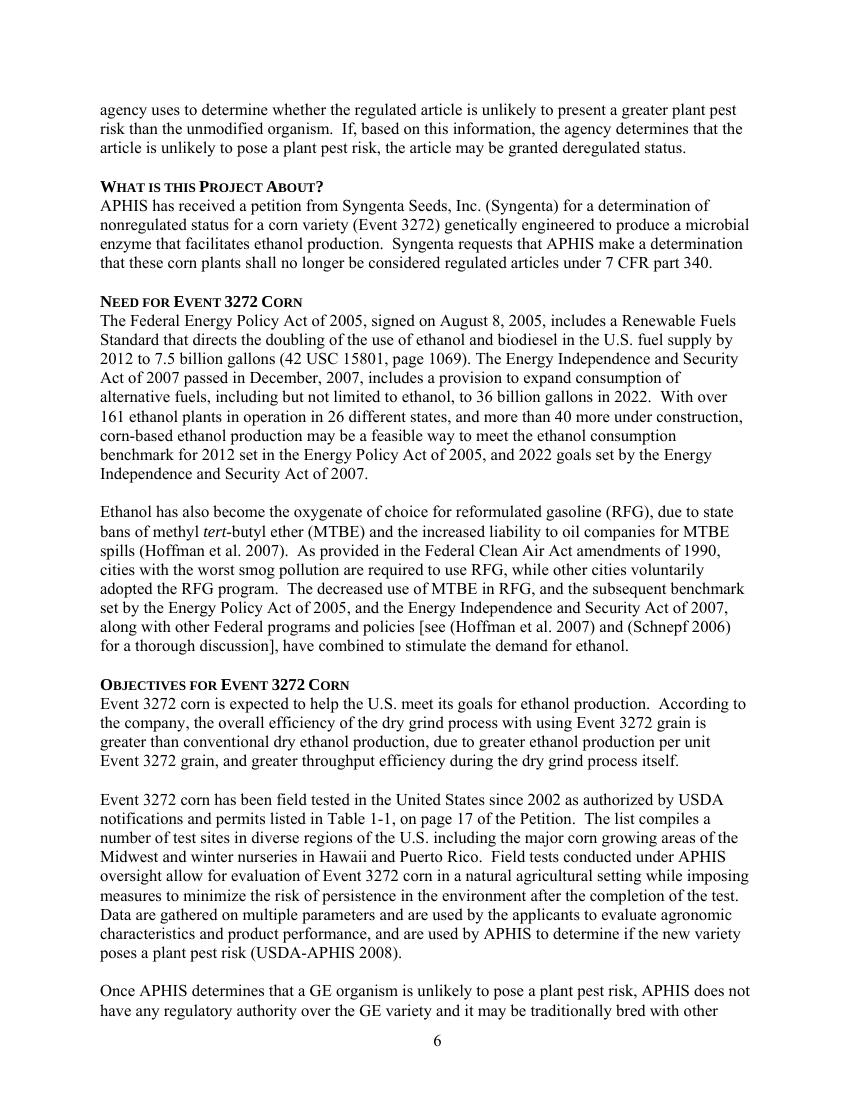 agency uses to determine whether the regulated article is unlikely to present a greater plant pest
risk than the unmodified organism.  If, based on this information, the agency determines that the
article is unlikely to pose a plant pest risk, the article may be granted deregulated status.
WHAT IS THIS PROJECT ABOUT?
APHIS has received a petition from Syngenta Seeds, Inc. (Syngenta) for a determination of
nonregulated status for a corn variety (Event 3272) genetically engineered to produce a microbial
enzyme that facilitates ethanol production.  Syngenta requests that APHIS make a determination
that these corn plants shall no longer be considered regulated articles under 7 CFR part 340.
NEED FOR EVENT 3272 CORN
The Federal Energy Policy Act of 2005, signed on August 8, 2005, includes a Renewable Fuels
Standard that directs the doubling of the use of ethanol and biodiesel in the U.S. fuel supply by
2012 to 7.5 billion gallons (42 USC 15801, page 1069). The Energy Independence and Security
Act of 2007 passed in December, 2007, includes a provision to expand consumption of
alternative fuels, including but not limited to ethanol, to 36 billion gallons in 2022.  With over
161 ethanol plants in operation in 26 different states, and more than 40 more under construction,
corn-based ethanol production may be a feasible way to meet the ethanol consumption
benchmark for 2012 set in the Energy Policy Act of 2005, and 2022 goals set by the Energy
Independence and Security Act of 2007.
Ethanol has also become the oxygenate of choice for reformulated gasoline (RFG), due to state
bans of methyl tert-butyl ether (MTBE) and the increased liability to oil companies for MTBE
spills (Hoffman et al. 2007).  As provided in the Federal Clean Air Act amendments of 1990,
cities with the worst smog pollution are required to use RFG, while other cities voluntarily
adopted the RFG program.  The decreased use of MTBE in RFG, and the subsequent benchmark
set by the Energy Policy Act of 2005, and the Energy Independence and Security Act of 2007,
along with other Federal programs and policies [see (Hoffman et al. 2007) and (Schnepf 2006)
for a thorough discussion], have combined to stimulate the demand for ethanol.
OBJECTIVES FOR EVENT 3272 CORN
Event 3272 corn is expected to help the U.S. meet its goals for ethanol production.  According to
the company, the overall efficiency of the dry grind process with using Event 3272 grain is
greater than conventional dry ethanol production, due to greater ethanol production per unit
Event 3272 grain, and greater throughput efficiency during the dry grind process itself.
Event 3272 corn has been field tested in the United States since 2002 as authorized by USDA
notifications and permits listed in Table 1-1, on page 17 of the Petition.  The list compiles a
number of test sites in diverse regions of the U.S. including the major corn growing areas of the
Midwest and winter nurseries in Hawaii and Puerto Rico.  Field tests conducted under APHIS
oversight allow for evaluation of Event 3272 corn in a natural agricultural setting while imposing
measures to minimize the risk of persistence in the environment after the completion of the test.
Data are gathered on multiple parameters and are used by the applicants to evaluate agronomic
characteristics and product performance, and are used by APHIS to determine if the new variety
poses a plant pest risk (USDA-APHIS 2008).
Once APHIS determines that a GE organism is unlikely to pose a plant pest risk, APHIS does not
have any regulatory authority over the GE variety and it may be traditionally bred with other
6